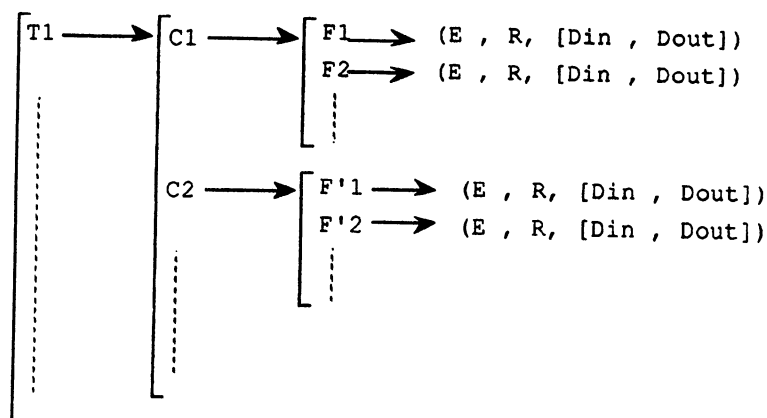 T1 C1 F1 (E , R, [Din , Dout])
F2 (E , R, [Din , Dout])
C2 F'1 (E , R, [Din , Dout])
F'2 (E , R, [Din , Dout])